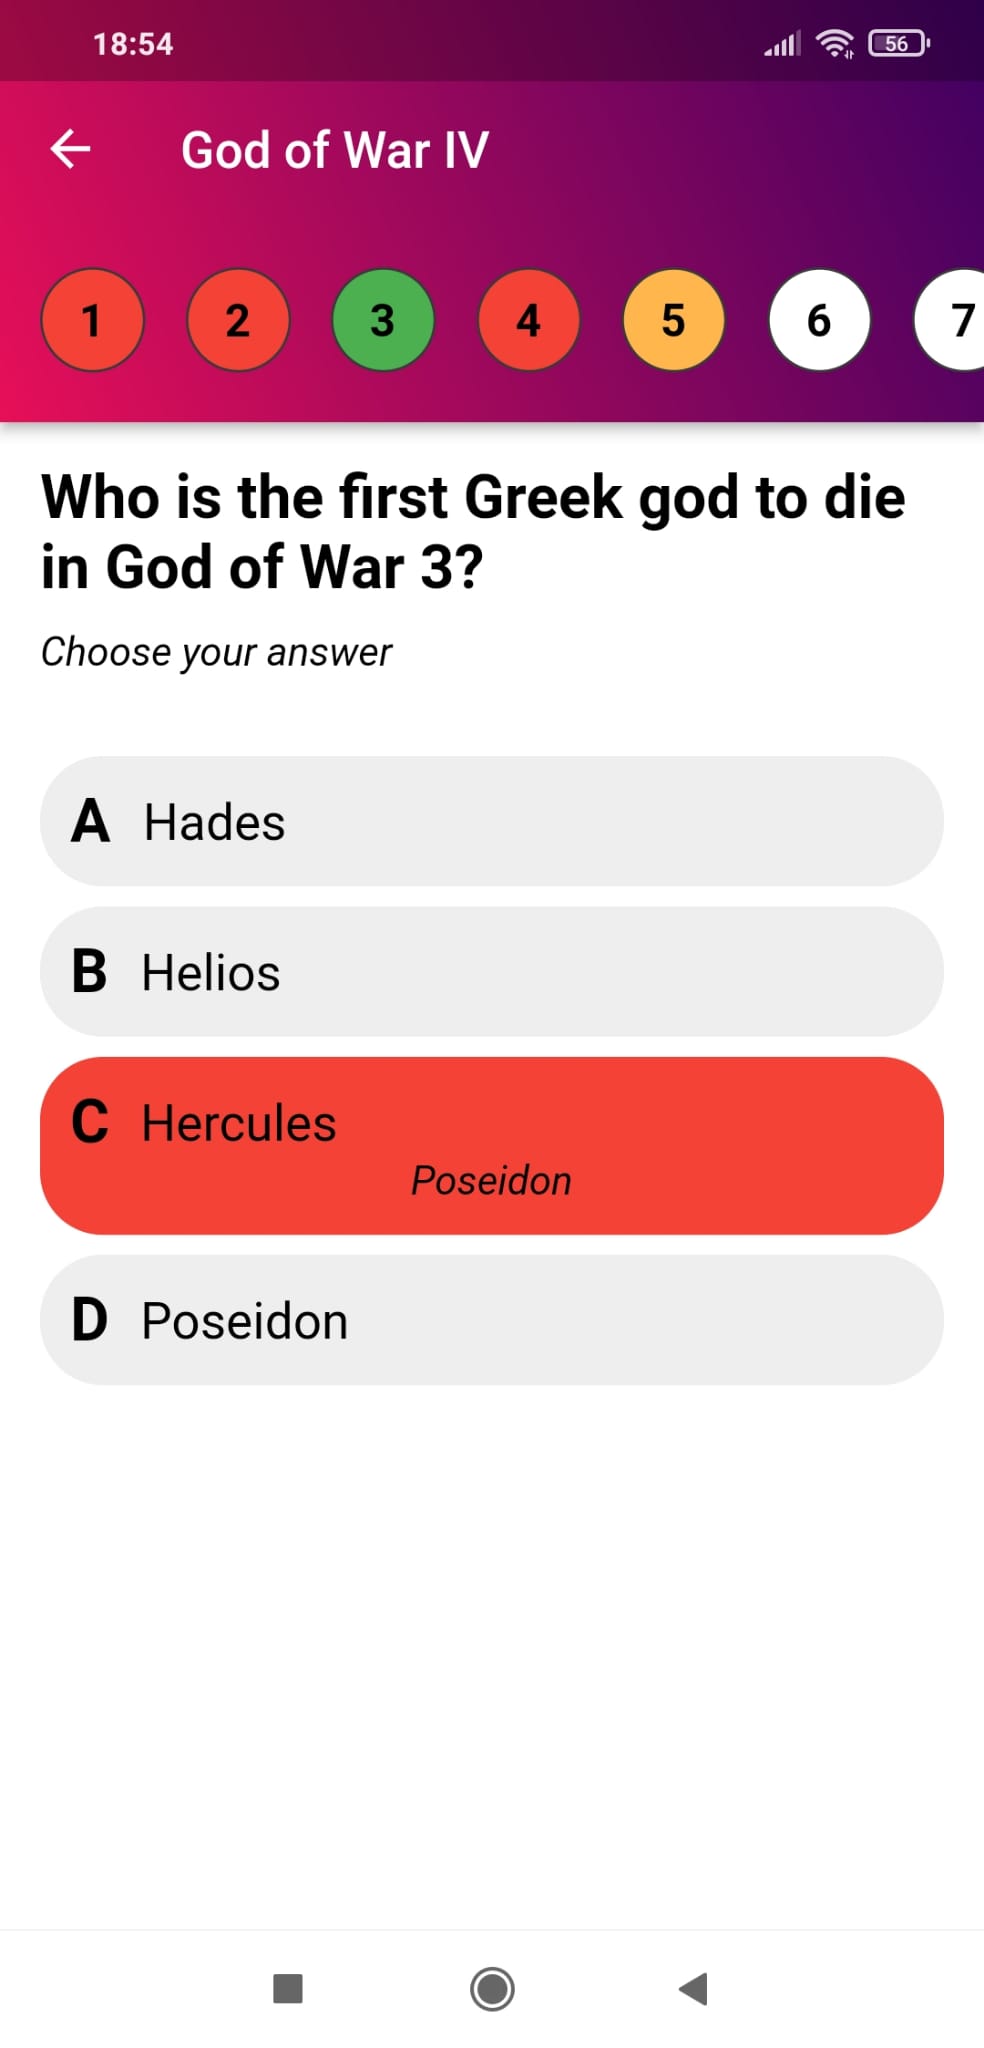 18:54
56
God of War IV
1 2 3 4 5 6 7
Who is the first Greek god to die
in God of War 3?
Choose your answer
A Hades
B Helios
C Hercules
Poseidon
D Poseidon